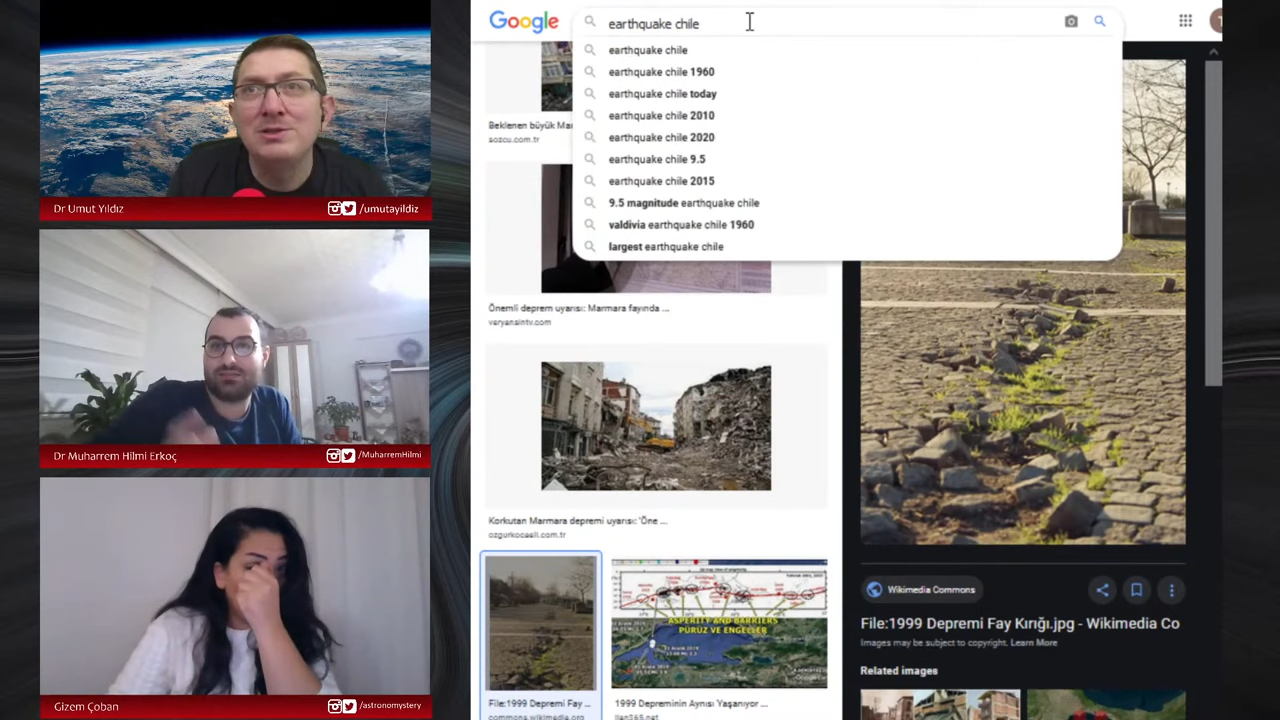 Dr Umut Yıldız
/umutayildiz
Dr Muharrem Hilmi Erkoç
/MuharremHilmi
Gizem Çoban
/astronomystery
Google
earthquake chile
earthquake chile
earthquake chile 1960
earthquake chile today
earthquake chile 2010
earthquake chile 2020
earthquake chile 9.5
earthquake chile 2015
9.5 magnitude earthquake chile
valdivia earthquake chile 1960
largest earthquake chile
Beklenen büyük Mar
sozcu.com.tr
Önemli deprem uyarısı: Marmara fayında ...
veryansintv.com
Korkutan Marmara depremi uyarısı: 'Öne ...
ozgurkocaeli.com.tr
ASPERITY AND BARRIERS
PÜRÜZ VE ENGELLER
File:1999 Depremi Fay ...
commons.wikimedia.org
1999 Depreminin Aynısı Yaşanıyor ...
ilan365.net
Wikimedia Commons
File:1999 Depremi Fay Kırığı.jpg - Wikimedia Co
Images may be subject to copyright. Learn More
Related images